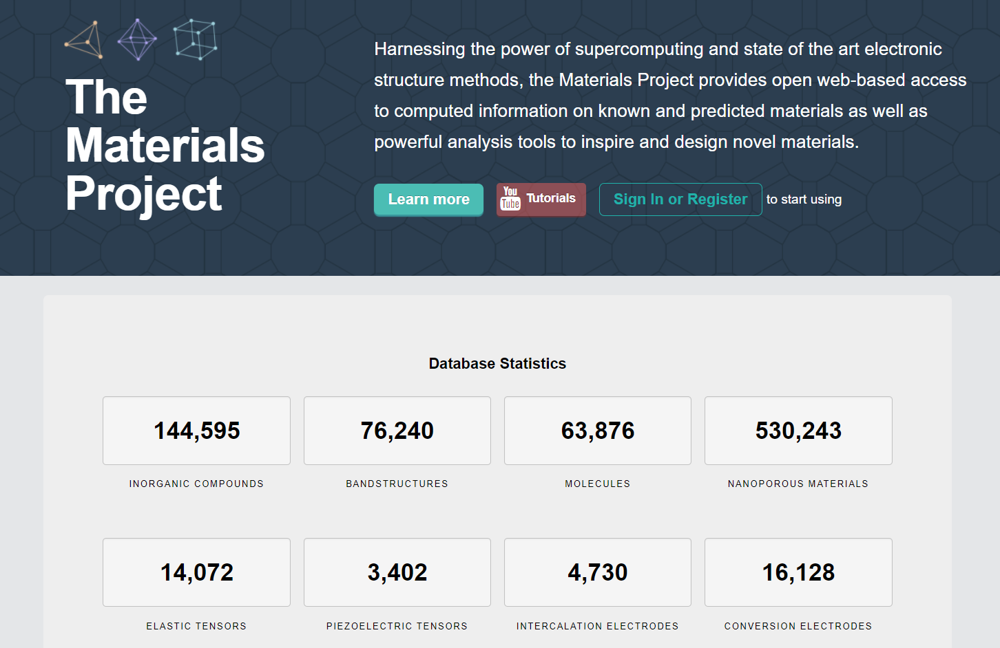 The
Materials
Project
Harnessing the power of supercomputing and state of the art electronic
structure methods, the Materials Project provides open web-based access
to computed information on known and predicted materials as well as
powerful analysis tools to inspire and design novel materials.
Learn more
You
Tube
Tutorials
Sign In or Register
to start using
Database Statistics
144,595
INORGANIC COMPOUNDS
76,240
BANDSTRUCTURES
63,876
MOLECULES
530,243
NANOPOROUS MATERIALS
14,072
ELASTIC TENSORS
3,402
PIEZOELECTRIC TENSORS
4,730
INTERCALATION ELECTRODES
16,128
CONVERSION ELECTRODES